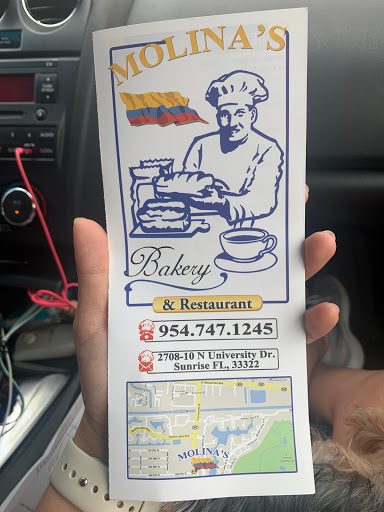 MOLINA'S
Bakery
& Restaurant
954.747.1245
2708-10 N University Dr.
Sunrise FL, 33322
MOLINA'S